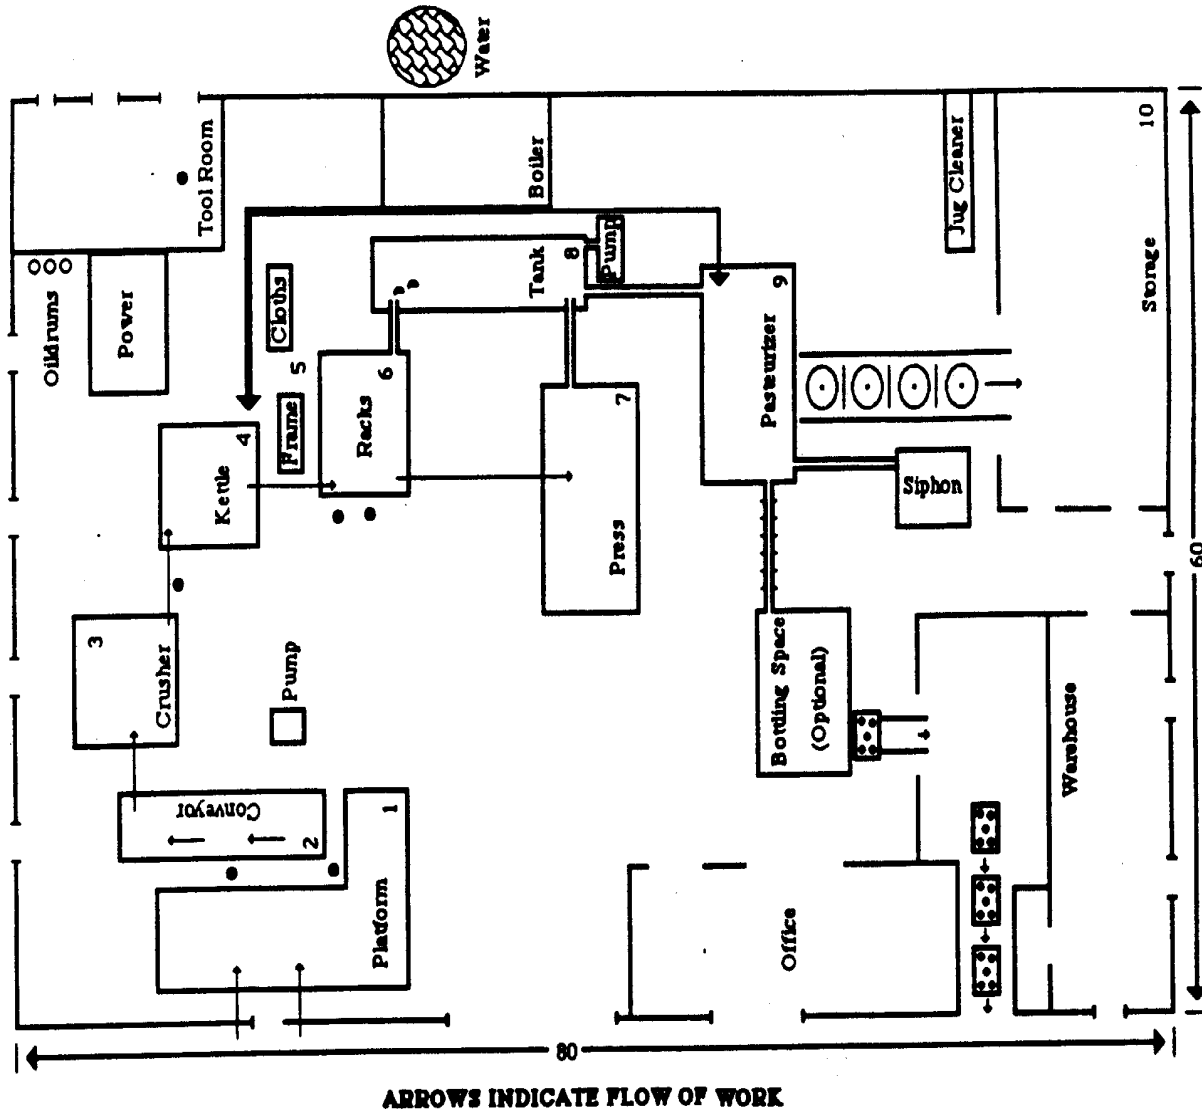 Water
Tool Room
Boiler
Jug Cleaner
10
Storage
Oildrums
Power
Cloths
Tank
8
Pump
Pasteurizer
9
5
Frame
Racks
6
Kettle
4
Press
7
Siphon
Crusher
3
Pump
Bottling Space
(Optional)
Warehouse
Conveyor
2
Platform
1
Office
60
80
ARROWS INDICATE FLOW OF WORK